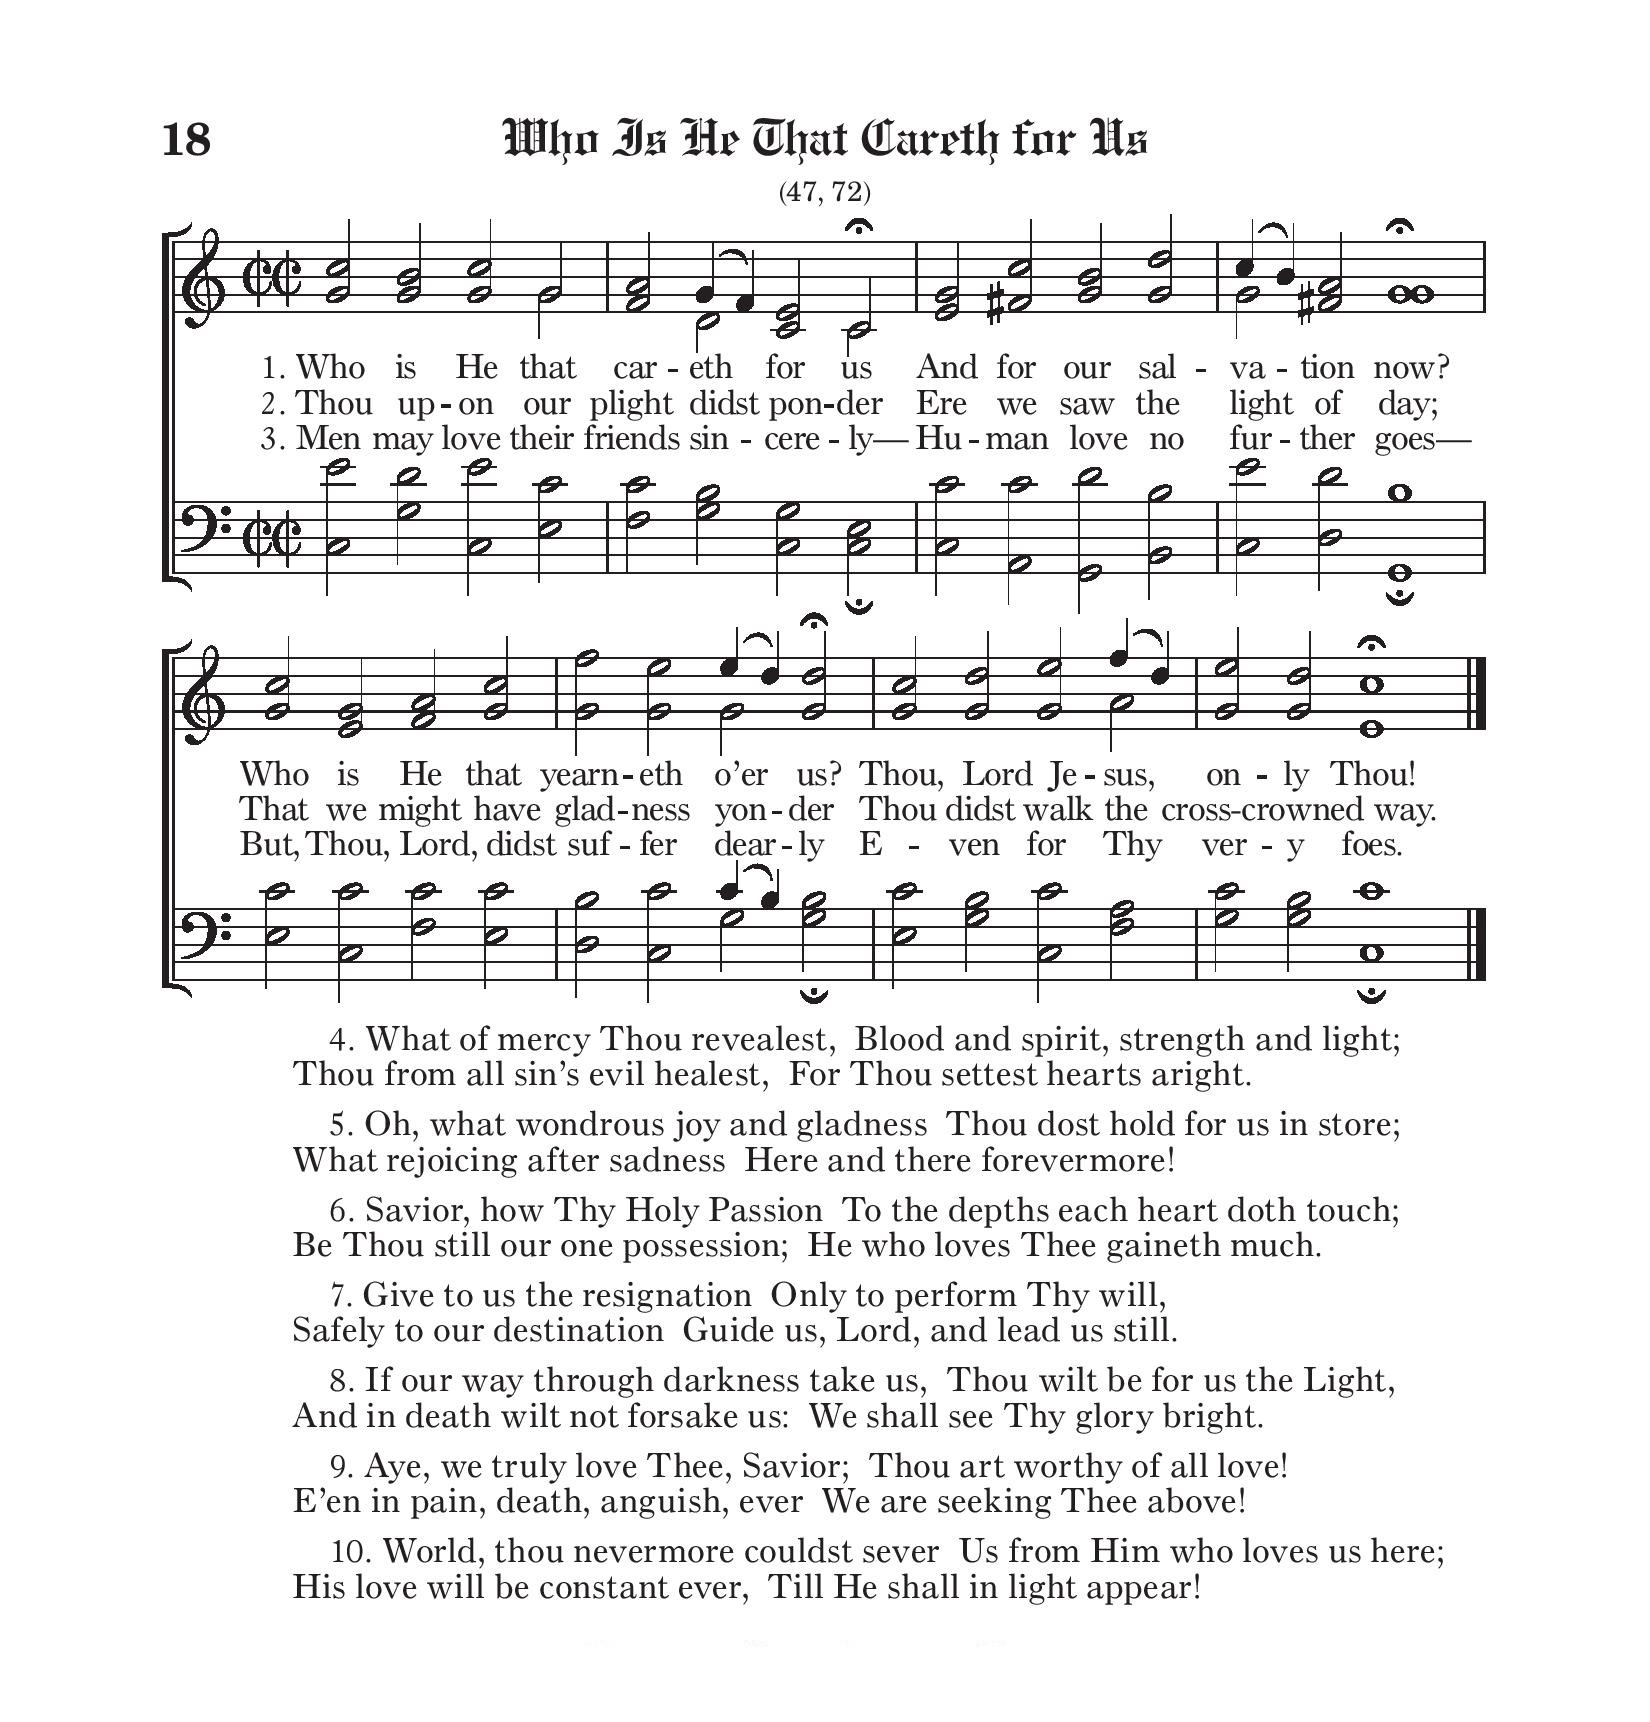 18 Who Is He That Careth for Us
(47, 72)
1. Who is He that car - eth for us And for our sal - va - tion now?
2. Thou up - on our plight didst pon - der Ere we saw the light of day;
3. Men may love their friends sin - cere - ly— Hu - man love no fur - ther goes—
Who is He that yearn - eth o’er us? Thou, Lord Je - sus, on - ly Thou!
That we might have glad - ness yon - der Thou didst walk the cross-crowned way.
But, Thou, Lord, didst suf - fer dear - ly E - ven for Thy ver - y foes.
4. What of mercy Thou revealest, Blood and spirit, strength and light;
Thou from all sin’s evil healest, For Thou settest hearts aright.
5. Oh, what wondrous joy and gladness Thou dost hold for us in store;
What rejoicing after sadness Here and there forevermore!
6. Savior, how Thy Holy Passion To the depths each heart doth touch;
Be Thou still our one possession; He who loves Thee gaineth much.
7. Give to us the resignation Only to perform Thy will,
Safely to our destination Guide us, Lord, and lead us still.
8. If our way through darkness take us, Thou wilt be for us the Light,
And in death wilt not forsake us: We shall see Thy glory bright.
9. Aye, we truly love Thee, Savior; Thou art worthy of all love!
E’en in pain, death, anguish, ever We are seeking Thee above!
10. World, thou nevermore couldst sever Us from Him who loves us here;
His love will be constant ever, Till He shall in light appear!